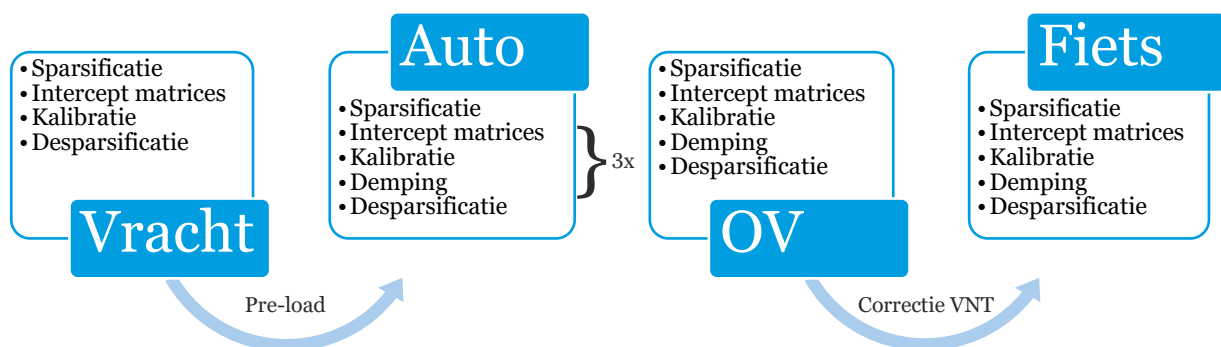 • Sparsificatie
• Intercept matrices
• Kalibratie
• Desparsificatie
Vracht
Pre-load
Auto
• Sparsificatie
• Intercept matrices
• Kalibratie
• Demping
• Desparsificatie
3x
• Sparsificatie
• Intercept matrices
• Kalibratie
• Demping
• Desparsificatie
OV
Correctie VNT
Fiets
• Sparsificatie
• Intercept matrices
• Kalibratie
• Demping
• Desparsificatie